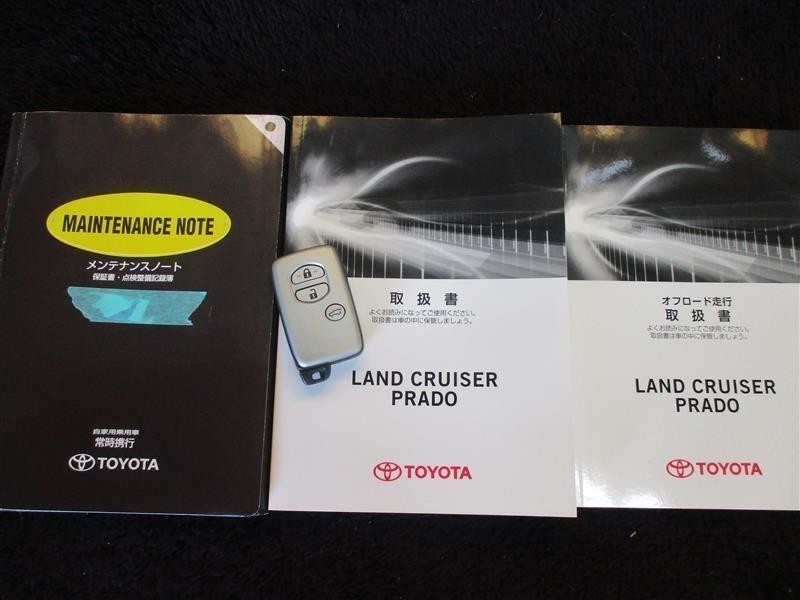 MAINTENANCE NOTE
メンテナンスノート
保証書・点検整備記録簿
自家用乗用車
常時携行
TOYOTA
取扱書
よくお読みになってご使用ください。
取扱書は車の中に保管しましょう。
LAND CRUISER
PRADO
TOYOTA
オフロード走行
取扱書
よくお読みになってご使用ください。
取扱書は車の中に保管しましょう。
LAND CRUISER
PRADO
TOYOTA